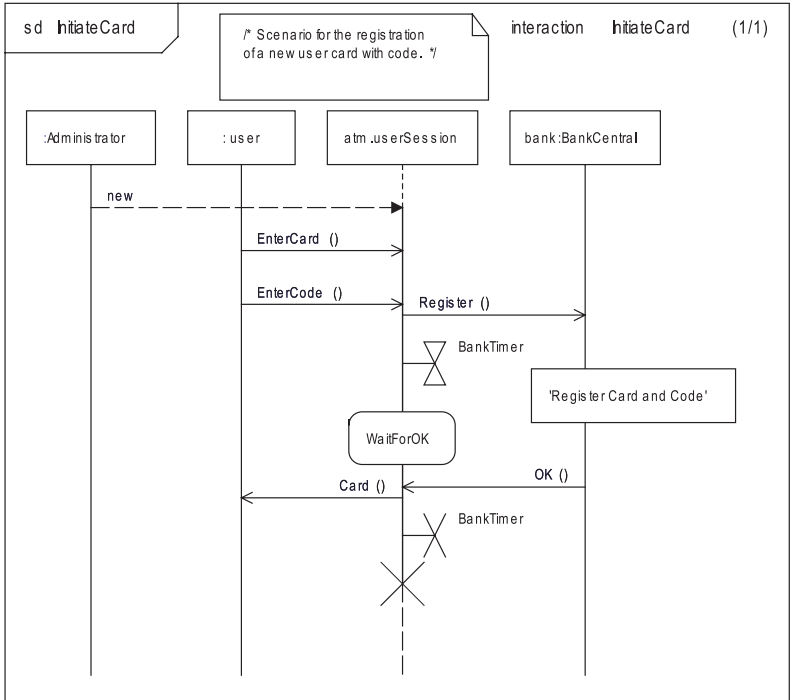 sd InitiateCard
interaction InitiateCard (1/1)
/* Scenario for the registration
of a new user card with code. */
:Administrator
: user
atm.userSession
bank:BankCentral
new
EnterCard ()
EnterCode ()
Register ()
BankTimer
'Register Card and Code'
WaitForOK
OK ()
Card ()
BankTimer